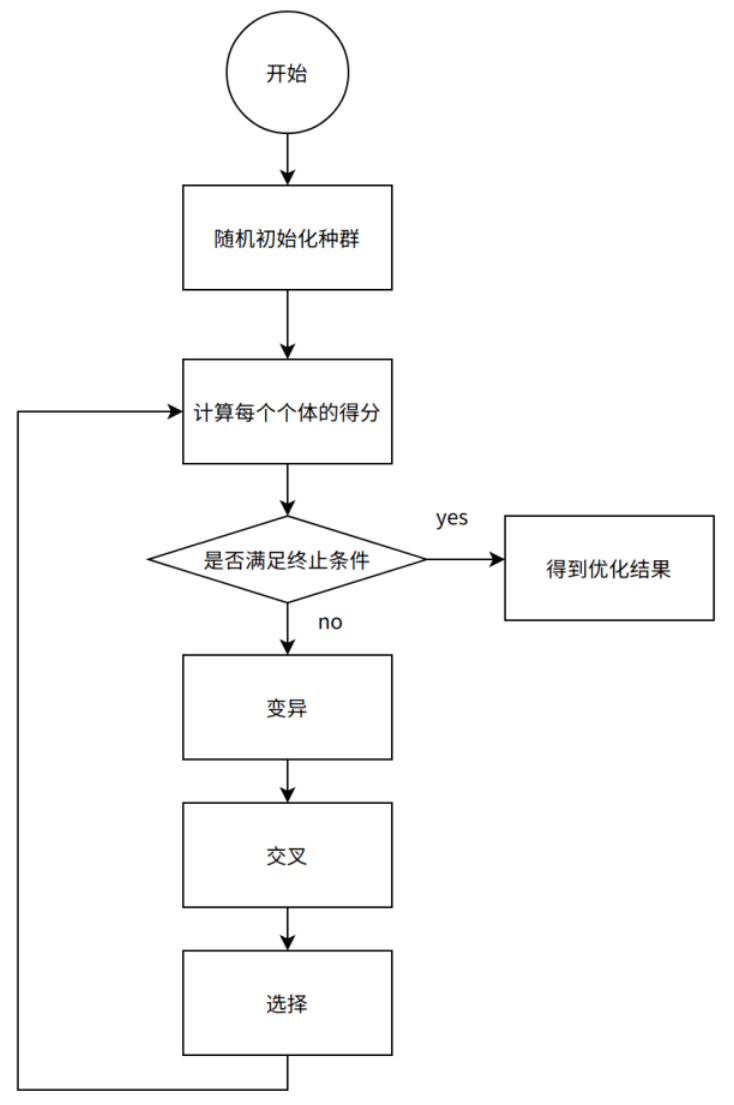 开始
随机初始化种群
计算每个个体的得分
是否满足终止条件
yes
得到优化结果
no
变异
交叉
选择